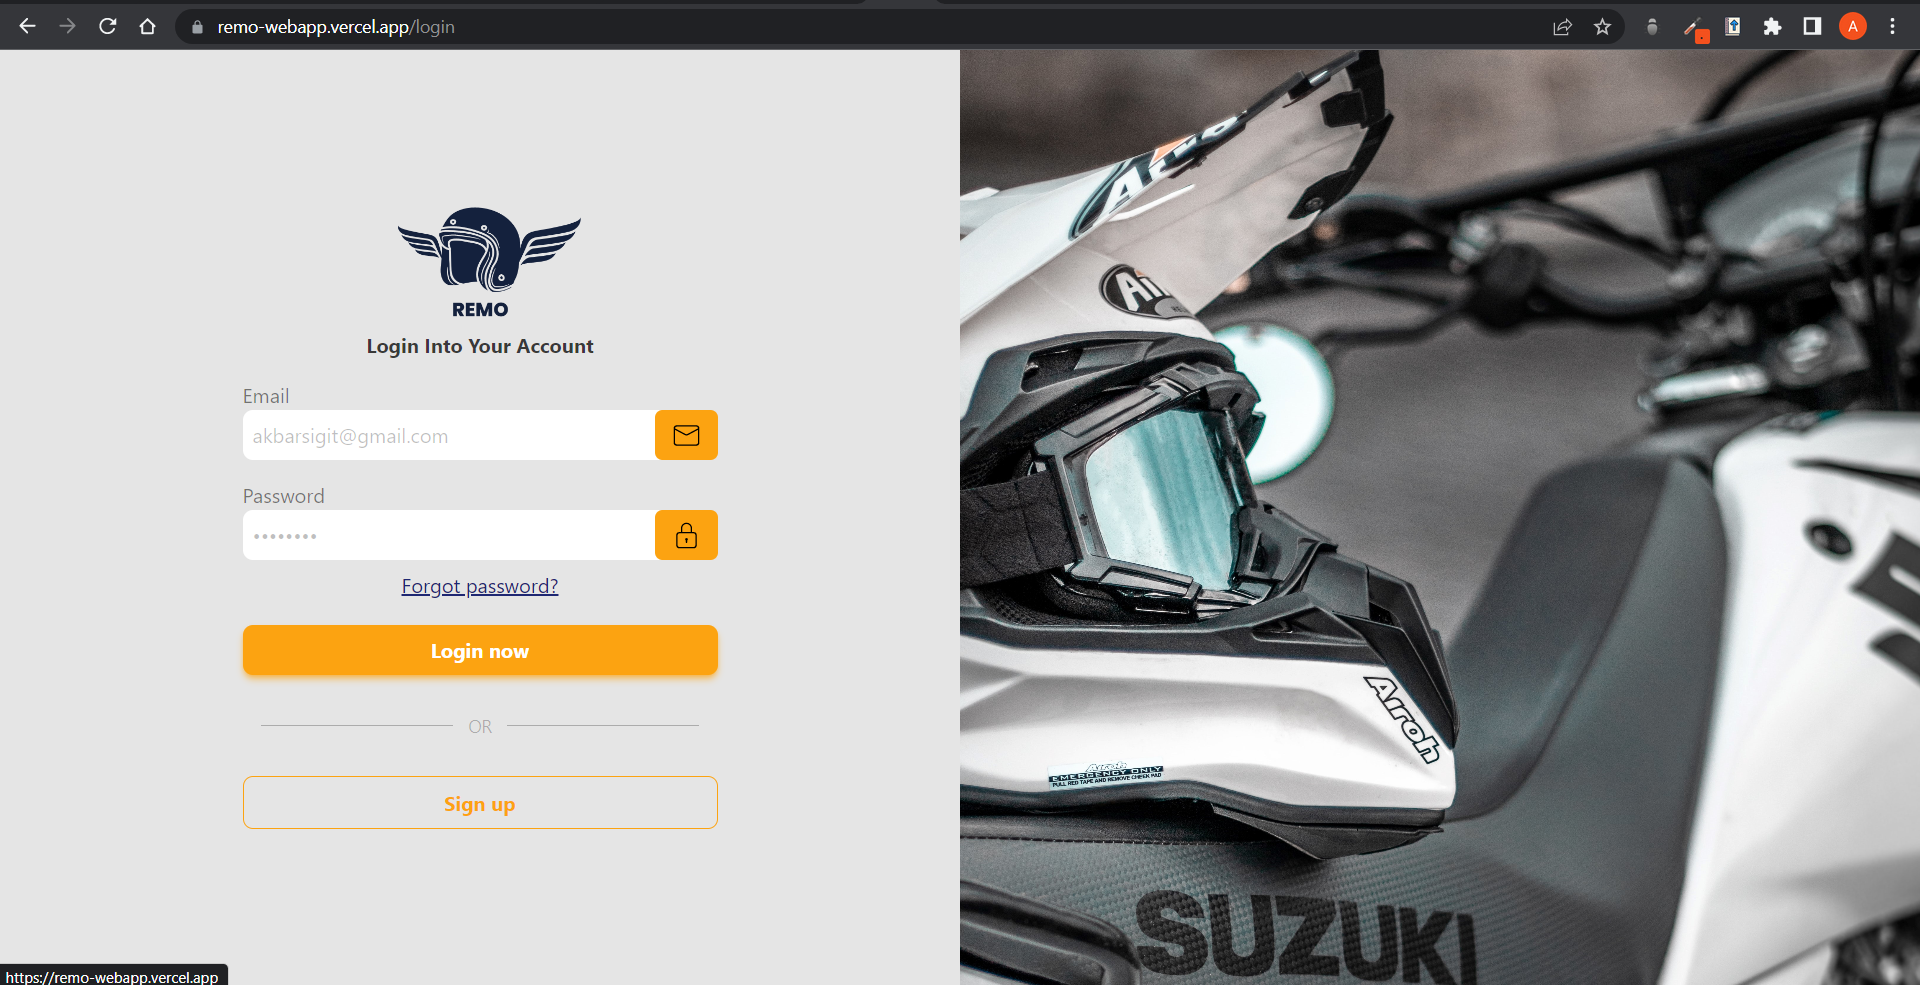 remo-webapp.vercel.app/login
A
REMO
Login Into Your Account
Email
akbarsigit@gmail.com
Password
Forgot password?
Login now
OR
Sign up
https://remo-webapp.vercel.app
Airoh
Airoh
EMERGENCY ONLY
PULL RED TAPE AND REMOVE CHEEK PAD
SUZUKI